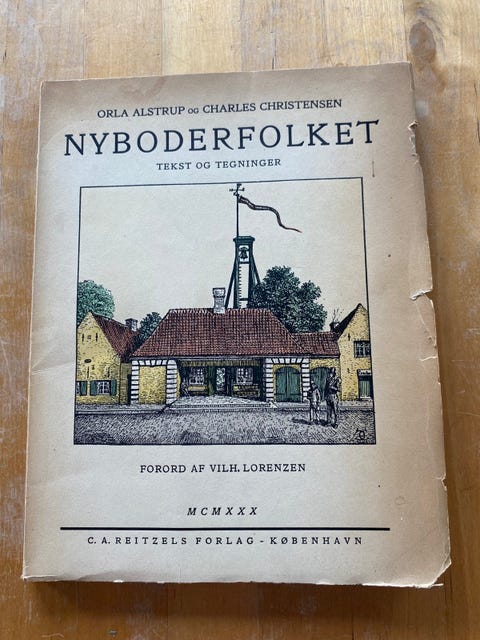 ORLA ALSTRUP OG CHARLES CHRISTENSEN
NYBODERFOLKET
TEKST OG TEGNINGER
FORORD AF VILH. LORENZEN
MCMXXX
C. A. REITZELS FORLAG - KØBENHAVN